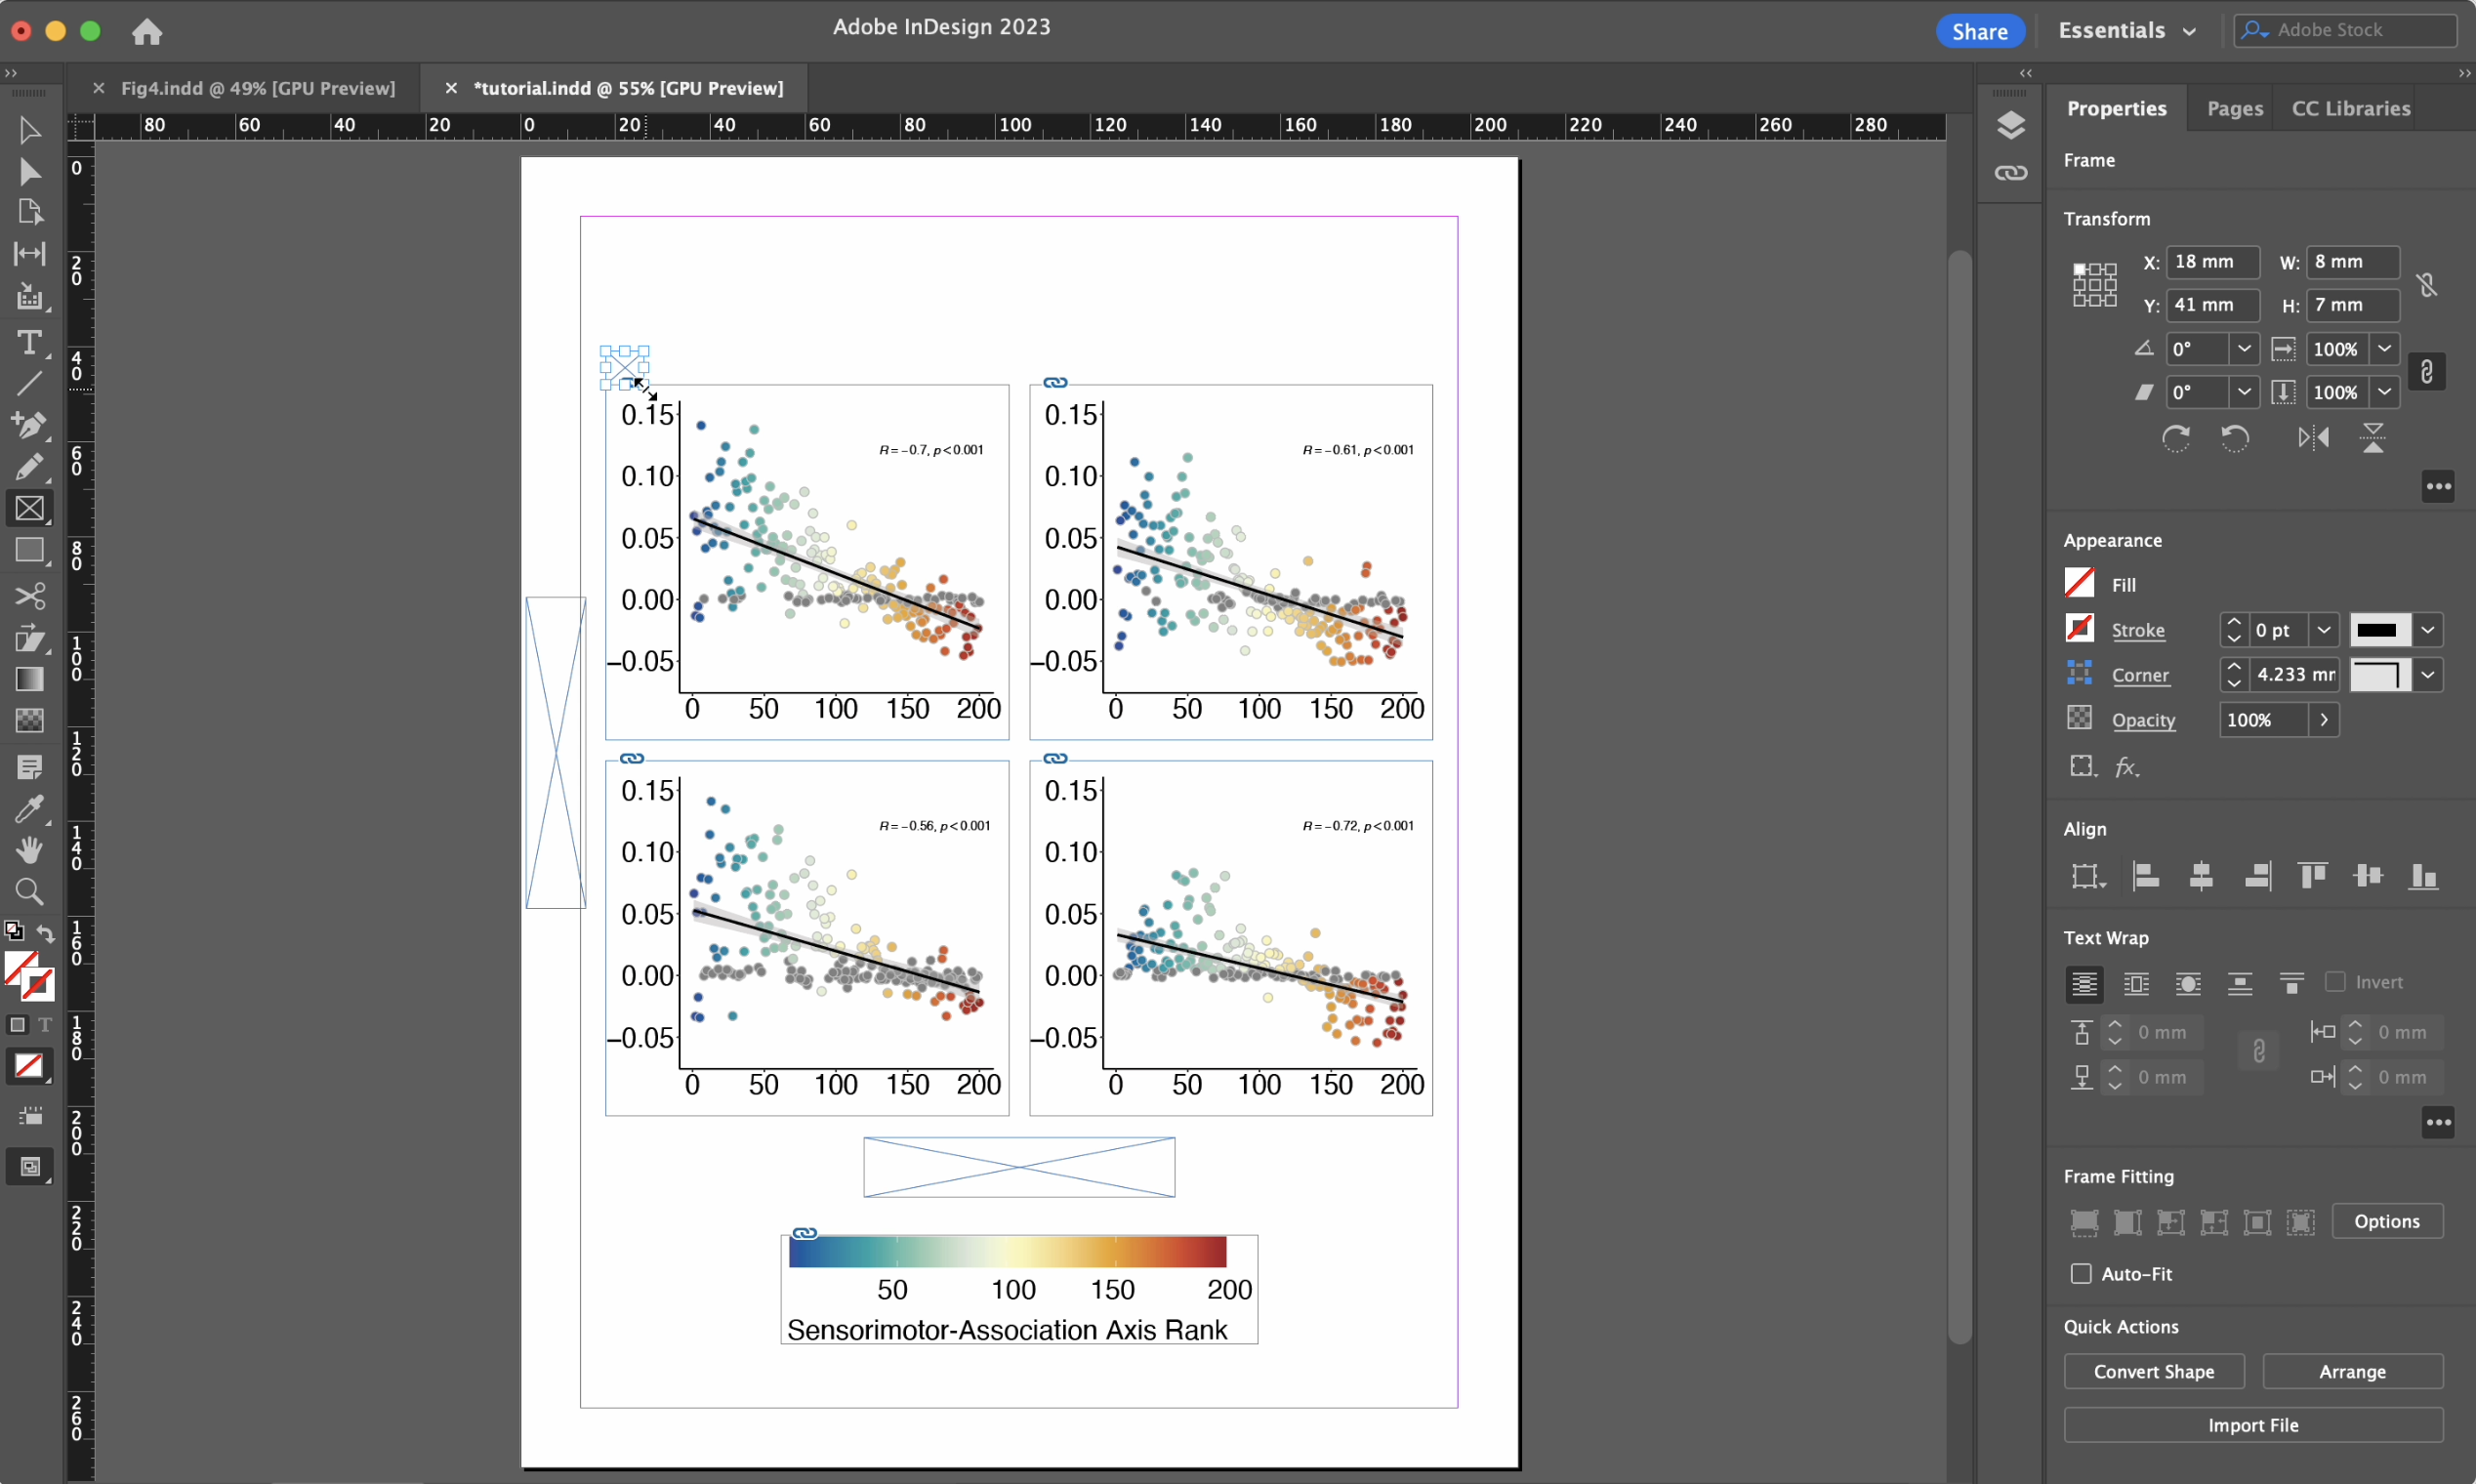 Adobe InDesign 2023
Share
Essentials
Adobe Stock
Fig4.indd @ 49% [GPU Preview]
*tutorial.indd @ 55% [GPU Preview]
80 60 40 20 0 20 40 60 80 100 120 140 160 180 200 220 240 260 280
0
20
40
60
80
100
120
140
160
180
200
220
240
260
0.15
0.10
0.05
0.00
−0.05
R = −0.7, p < 0.001
0 50 100 150 200
0.15
0.10
0.05
0.00
−0.05
R = −0.61, p < 0.001
0 50 100 150 200
0.15
0.10
0.05
0.00
−0.05
R = −0.56, p < 0.001
0 50 100 150 200
0.15
0.10
0.05
0.00
−0.05
R = −0.72, p < 0.001
0 50 100 150 200
50 100 150 200
Sensorimotor-Association Axis Rank
Properties Pages CC Libraries
Frame
Transform
X: 18 mm W: 8 mm
Y: 41 mm H: 7 mm
0° 100%
0° 100%
Appearance
Fill
Stroke 0 pt
Corner 4.233 mm
Opacity 100%
fx.
Align
Text Wrap
Invert
0 mm 0 mm
0 mm 0 mm
Frame Fitting
Options
Auto-Fit
Quick Actions
Convert Shape Arrange
Import File